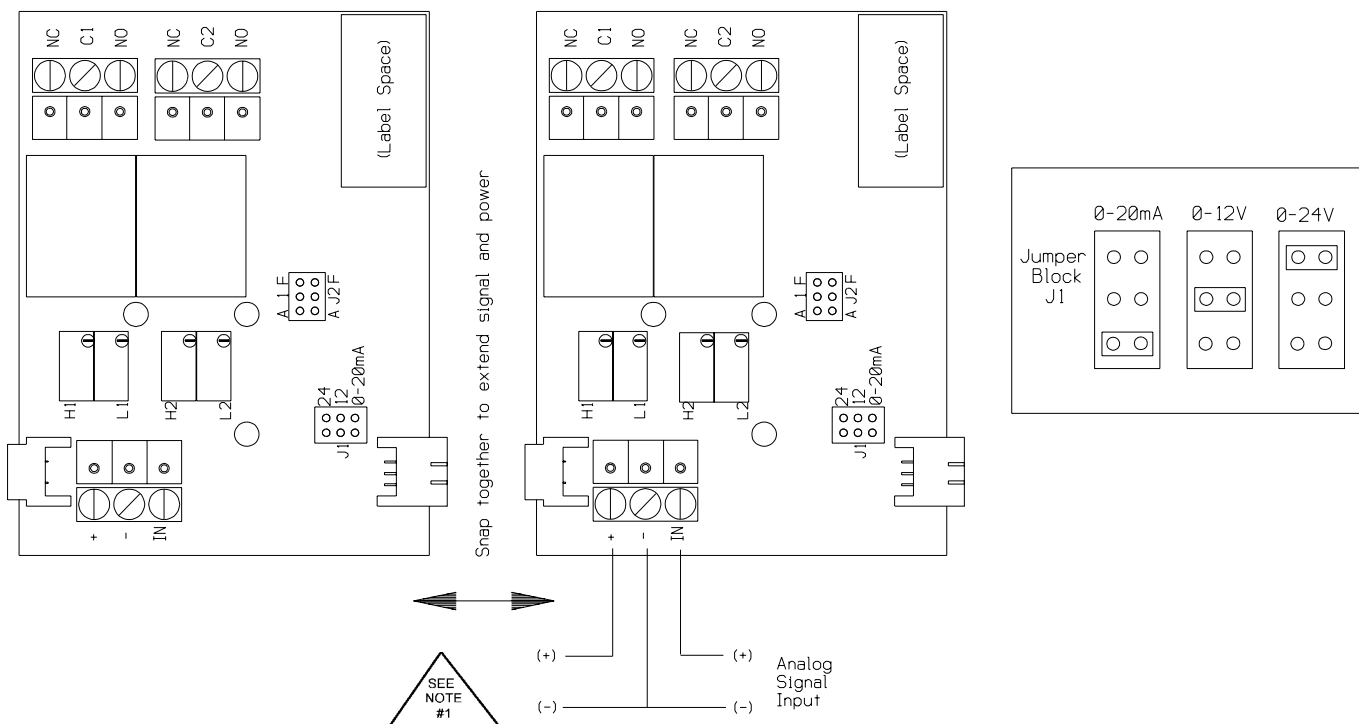 NC C1 NO NC C2 NO
(Label Space)
A 1 F
A J2 F
H1 L1 H2 L2
24
12
0-20mA
J1
+ - IN
Snap together to extend signal and power
NC C1 NO NC C2 NO
(Label Space)
A 1 F
A J2 F
H1 L1 H2 L2
24
12
0-20mA
J1
+ - IN
0-20mA 0-12V 0-24V
Jumper
Block
J1
(+) (+)
(-) (-)
Analog
Signal
Input
SEE
NOTE
#1